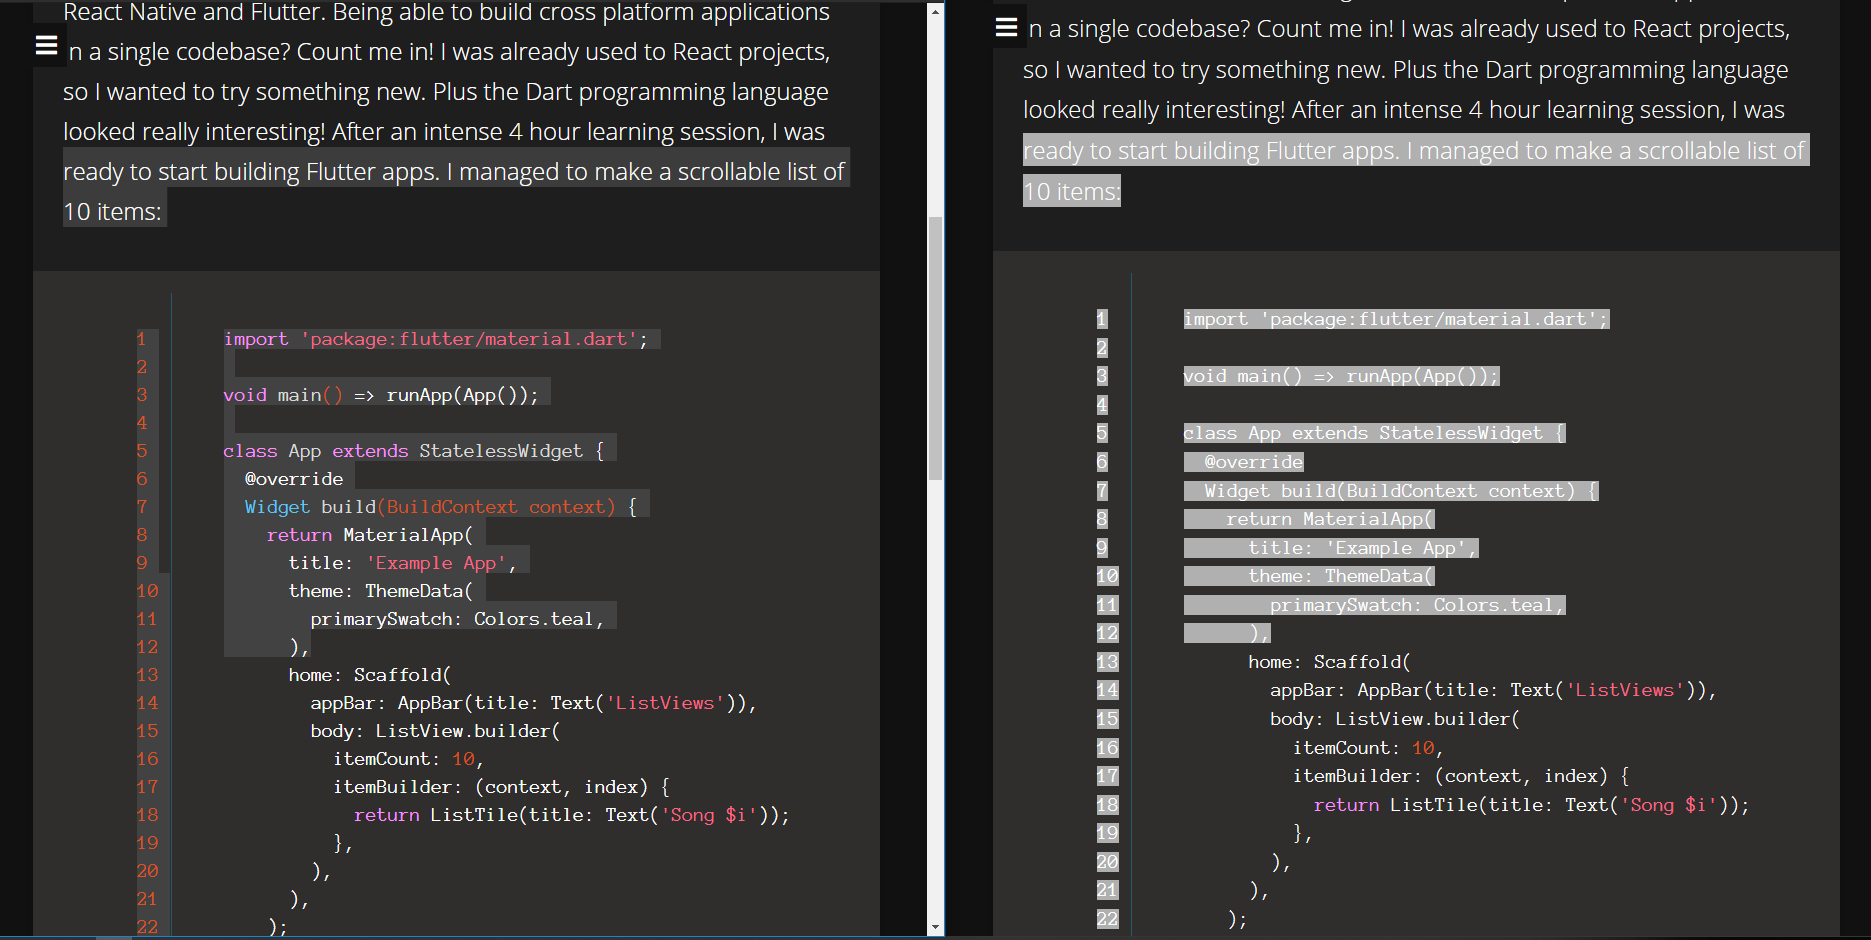 React Native and Flutter. Being able to build cross platform applications
n a single codebase? Count me in! I was already used to React projects,
so I wanted to try something new. Plus the Dart programming language
looked really interesting! After an intense 4 hour learning session, I was
ready to start building Flutter apps. I managed to make a scrollable list of
10 items:
1 import 'package:flutter/material.dart';
2
3 void main() => runApp(App());
4
5 class App extends StatelessWidget {
6   @override
7   Widget build(BuildContext context) {
8     return MaterialApp(
9       title: 'Example App',
10       theme: ThemeData(
11         primarySwatch: Colors.teal,
12       ),
13       home: Scaffold(
14         appBar: AppBar(title: Text('ListViews')),
15         body: ListView.builder(
16           itemCount: 10,
17           itemBuilder: (context, index) {
18             return ListTile(title: Text('Song $i'));
19           },
20         ),
21       ),
22     );
n a single codebase? Count me in! I was already used to React projects,
so I wanted to try something new. Plus the Dart programming language
looked really interesting! After an intense 4 hour learning session, I was
ready to start building Flutter apps. I managed to make a scrollable list of
10 items:
1 import 'package:flutter/material.dart';
2
3 void main() => runApp(App());
4
5 class App extends StatelessWidget {
6   @override
7   Widget build(BuildContext context) {
8     return MaterialApp(
9       title: 'Example App',
10       theme: ThemeData(
11         primarySwatch: Colors.teal,
12       ),
13       home: Scaffold(
14         appBar: AppBar(title: Text('ListViews')),
15         body: ListView.builder(
16           itemCount: 10,
17           itemBuilder: (context, index) {
18             return ListTile(title: Text('Song $i'));
19           },
20         ),
21       ),
22     );